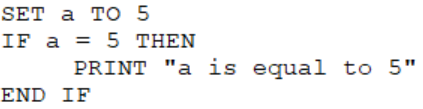 SET a TO 5
IF a = 5 THEN
     PRINT "a is equal to 5"
END IF